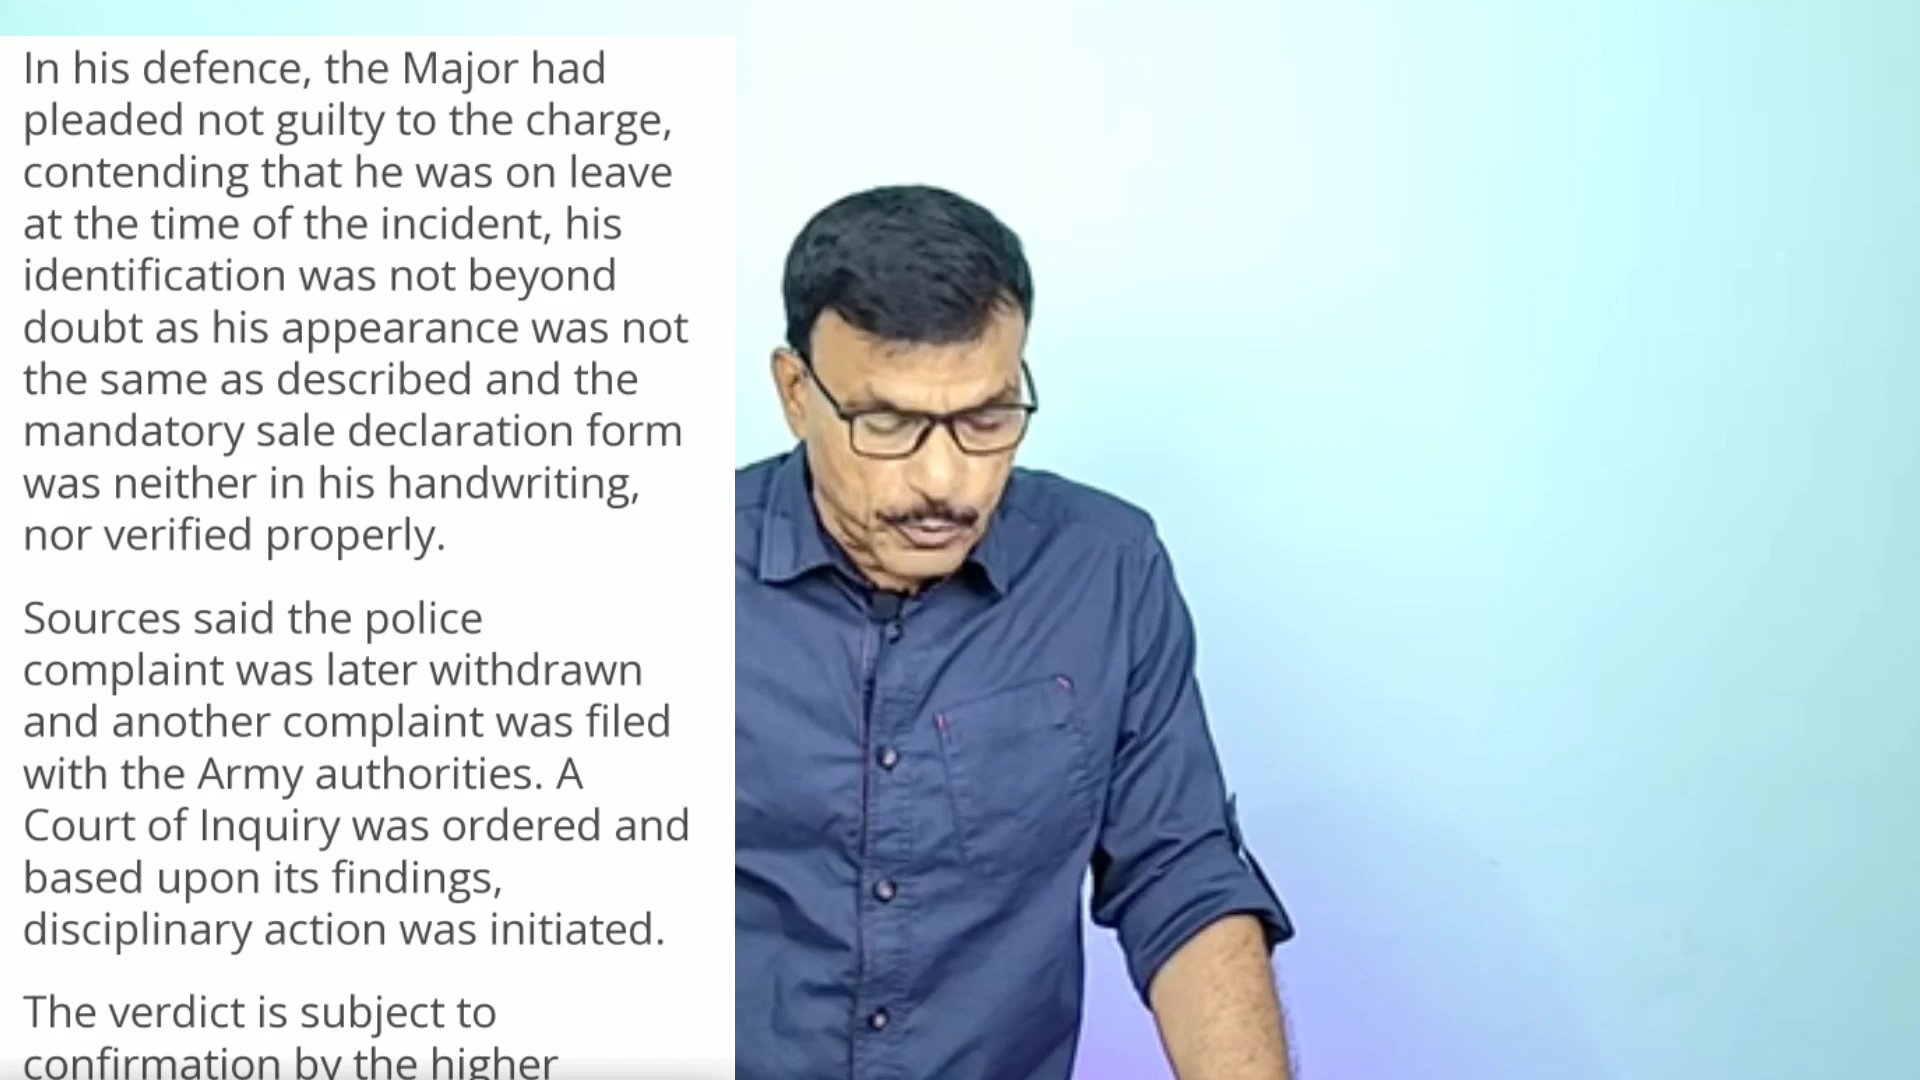 In his defence, the Major had
pleaded not guilty to the charge,
contending that he was on leave
at the time of the incident, his
identification was not beyond
doubt as his appearance was not
the same as described and the
mandatory sale declaration form
was neither in his handwriting,
nor verified properly.
Sources said the police
complaint was later withdrawn
and another complaint was filed
with the Army authorities. A
Court of Inquiry was ordered and
based upon its findings,
disciplinary action was initiated.
The verdict is subject to
confirmation by the higher